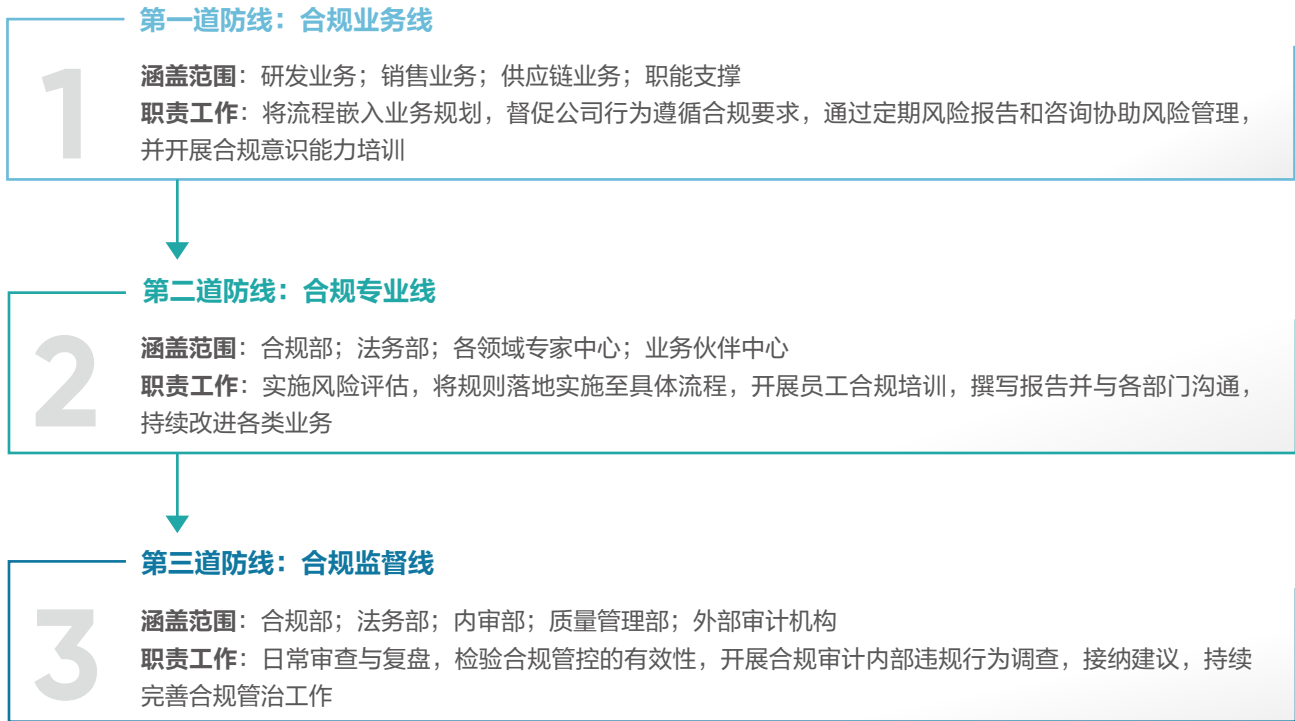 第一道防线：合规业务线
1
涵盖范围：研发业务；销售业务；供应链业务；职能支撑
职责工作：将流程嵌入业务规划，督促公司行为遵循合规要求，通过定期风险报告和咨询协助风险管理，
并开展合规意识能力培训
第二道防线：合规专业线
2
涵盖范围：合规部；法务部；各领域专家中心；业务伙伴中心
职责工作：实施风险评估，将规则落地实施至具体流程，开展员工合规培训，撰写报告并与各部门沟通，
持续改进各类业务
第三道防线：合规监督线
3
涵盖范围：合规部；法务部；内审部；质量管理部；外部审计机构
职责工作：日常审查与复盘，检验合规管控的有效性，开展合规审计内部违规行为调查，接纳建议，持续
完善合规管治工作